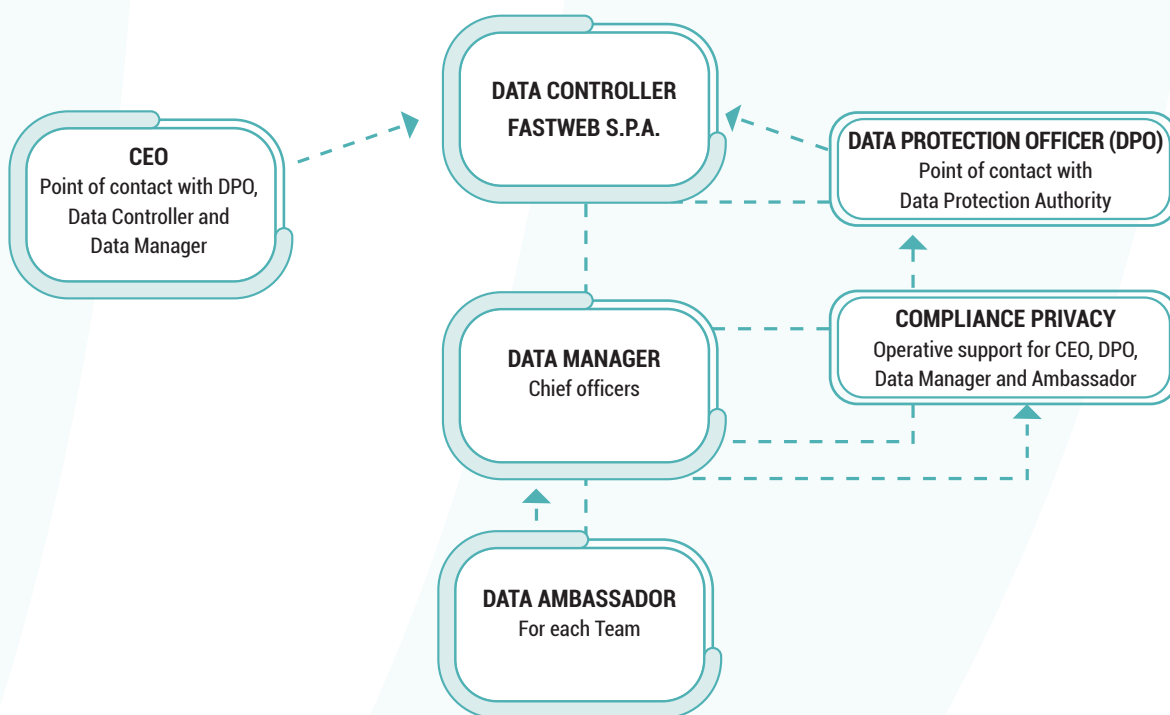 DATA CONTROLLER
FASTWEB S.P.A.
CEO
Point of contact with DPO,
Data Controller and
Data Manager
DATA PROTECTION OFFICER (DPO)
Point of contact with
Data Protection Authority
DATA MANAGER
Chief officers
COMPLIANCE PRIVACY
Operative support for CEO, DPO,
Data Manager and Ambassador
DATA AMBASSADOR
For each Team